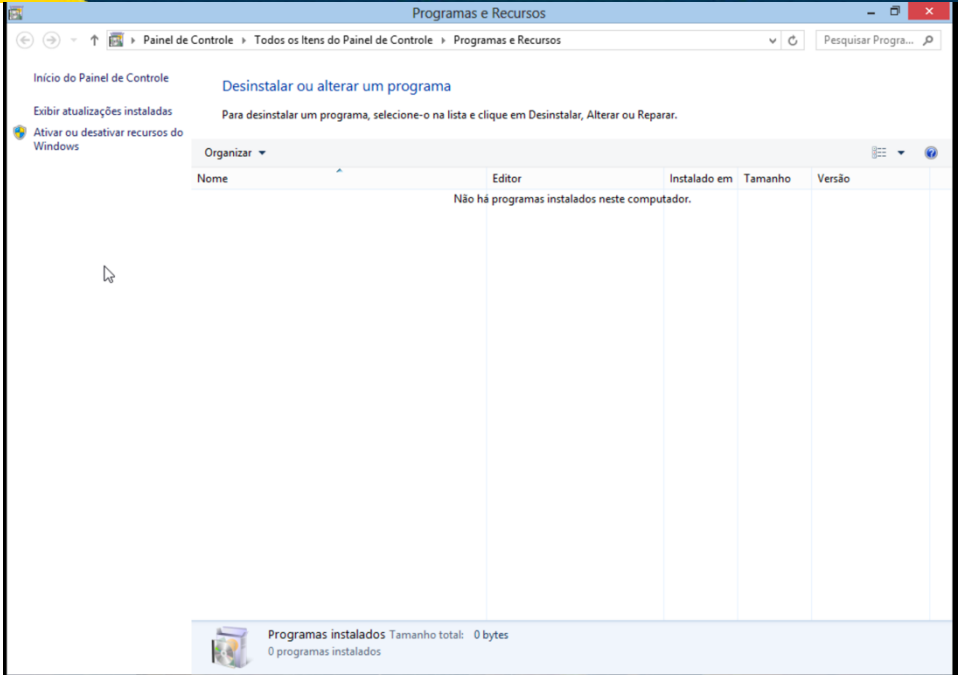 Programas e Recursos
Painel de Controle Todos os Itens do Painel de Controle Programas e Recursos
Pesquisar Progra...
Início do Painel de Controle
Exibir atualizações instaladas
Ativar ou desativar recursos do
Windows
Desinstalar ou alterar um programa
Para desinstalar um programa, selecione-o na lista e clique em Desinstalar, Alterar ou Reparar.
Organizar
Nome Editor Instalado em Tamanho Versão
Não há programas instalados neste computador.
Programas instalados Tamanho total: 0 bytes
0 programas instalados